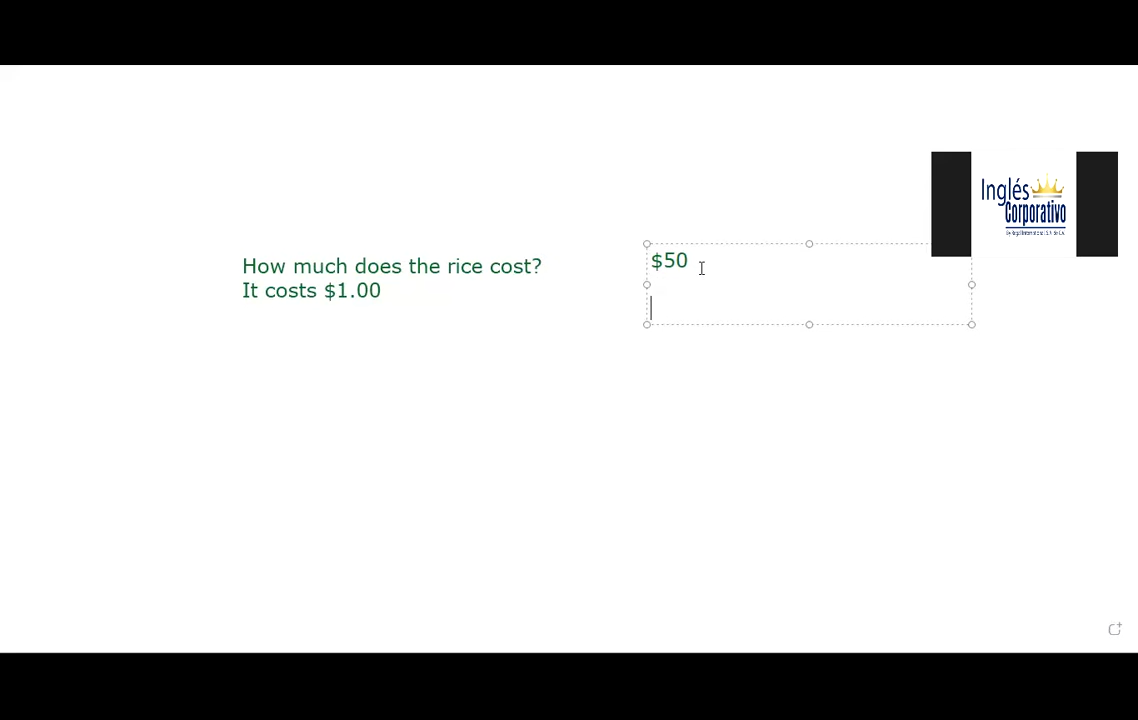 Inglés
Corporativo
How much does the rice cost?
It costs $1.00
$50